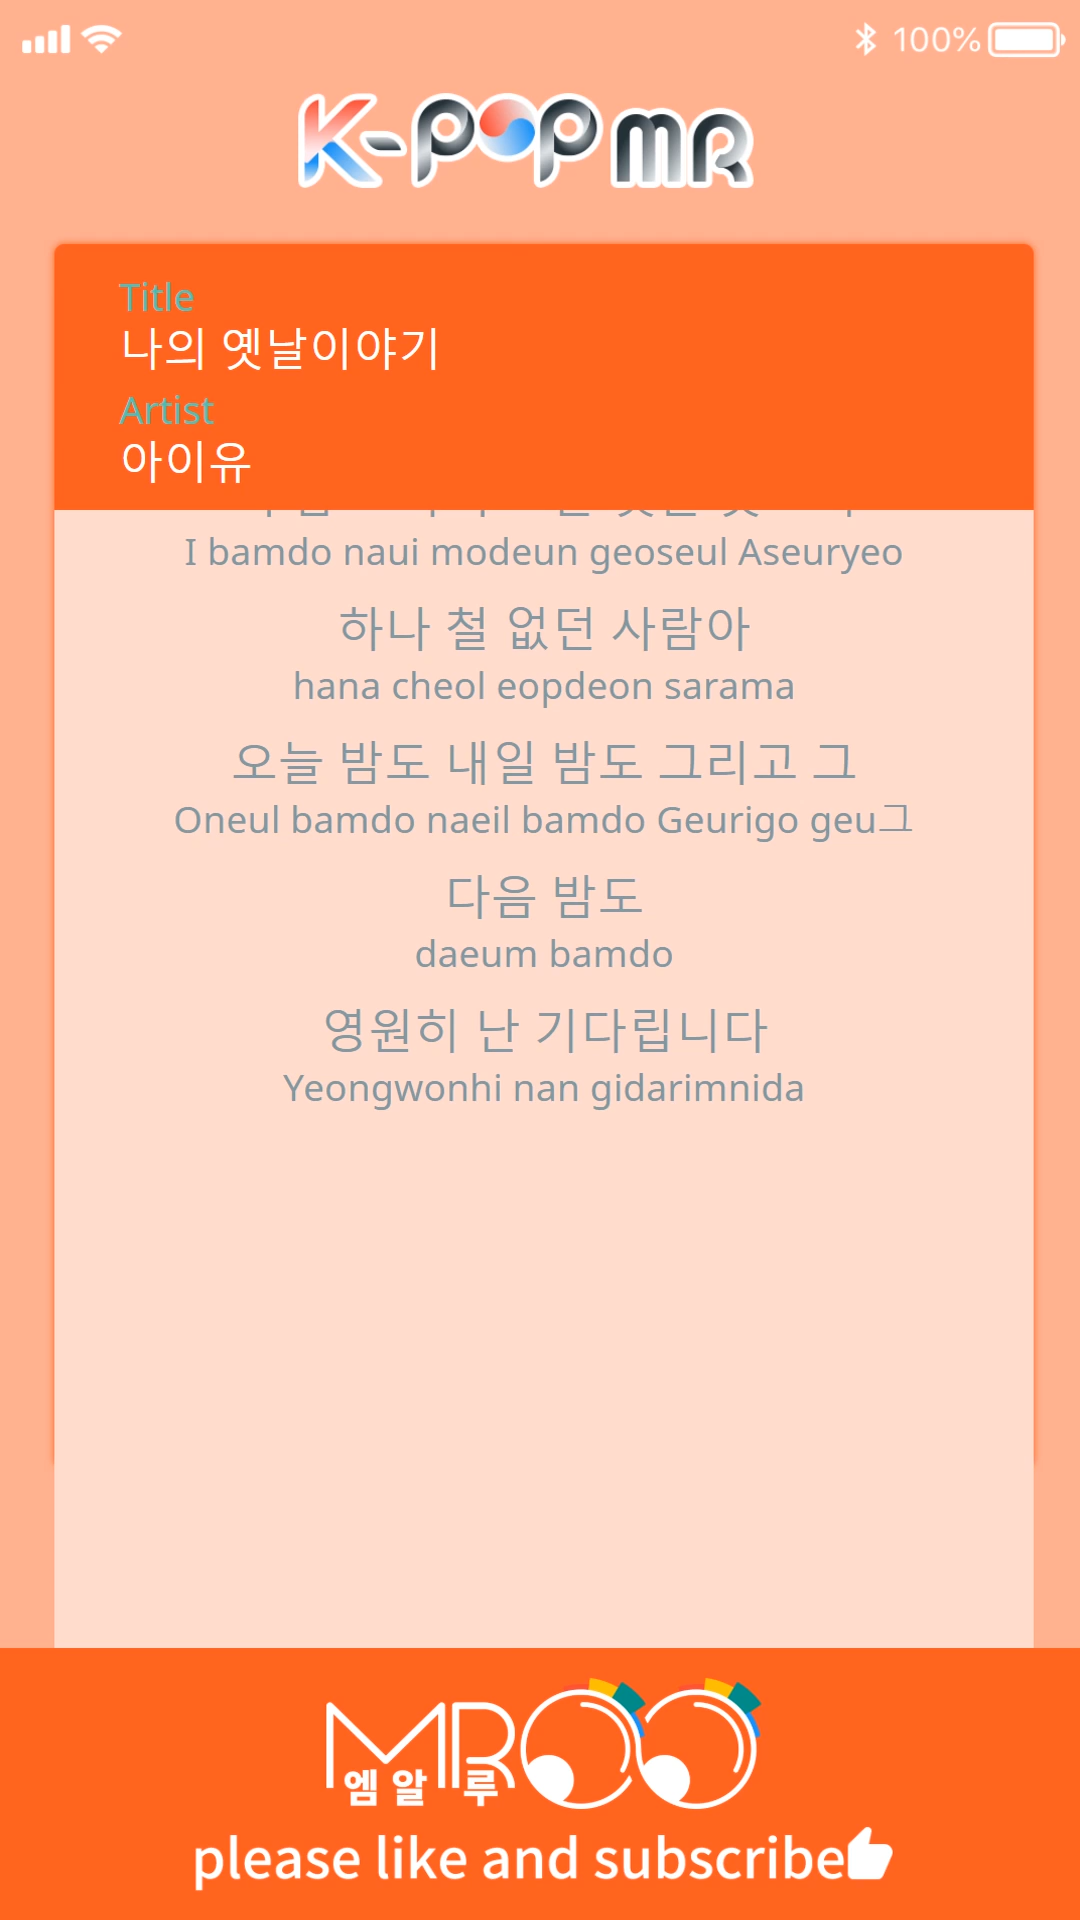 100%
K-POP MR
Title
나의 옛날이야기
Artist
아이유
I bamdo naui modeun geoseul Aseuryeo
하나 철 없던 사람아
hana cheol eopdeon sarama
오늘 밤도 내일 밤도 그리고 그
Oneul bamdo naeil bamdo Geurigo geu그
다음 밤도
daeum bamdo
영원히 난 기다립니다
Yeongwonhi nan gidarimnida
MROO
엠알루
please like and subscribe